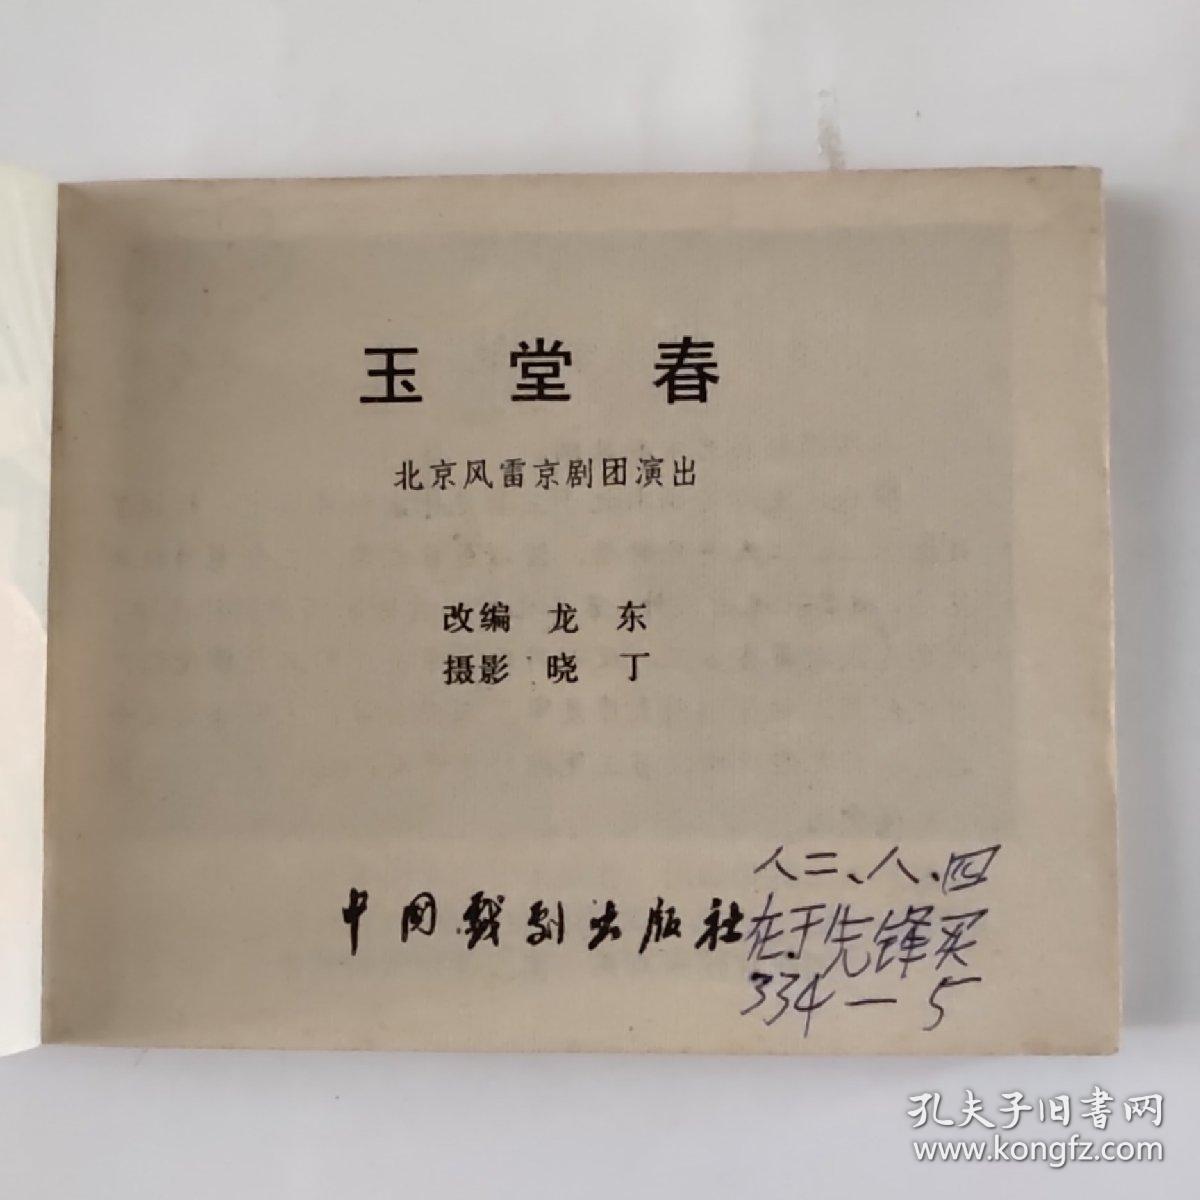 玉堂春
北京风雷京剧团演出
改编 龙东
摄影 晓丁
中国戏剧出版社
八二、八、四
在于先锋买
334—5
孔夫子旧书网
www.kongfz.com